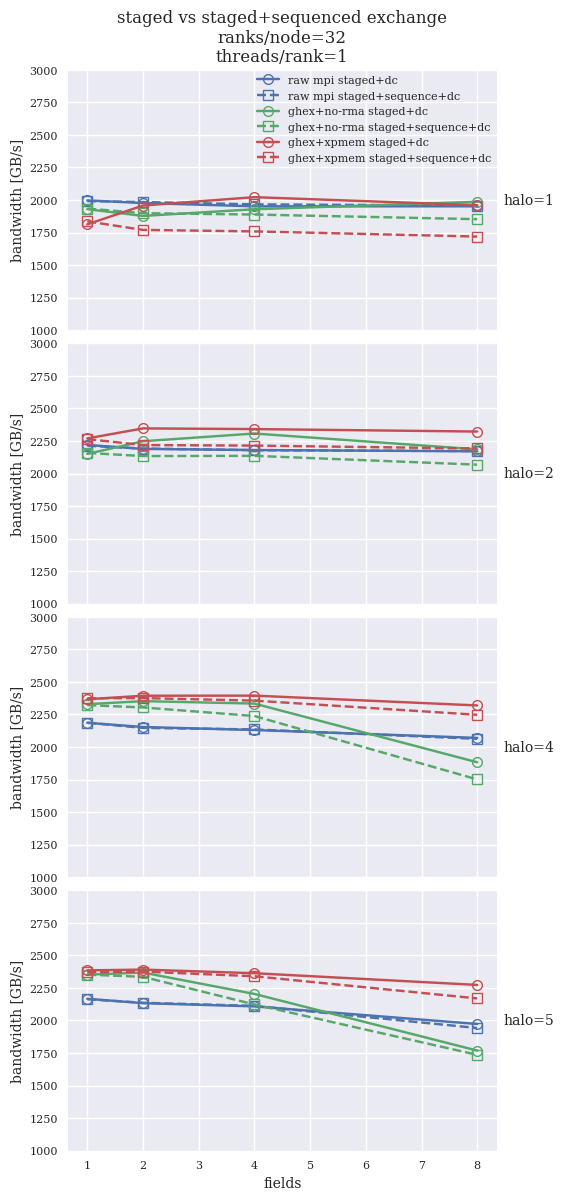 staged vs staged+sequenced exchange
ranks/node=32
threads/rank=1
3000
2750
2500
2250
2000
1750
1500
1250
1000
bandwidth [GB/s]
raw mpi staged+dc
raw mpi staged+sequence+dc
ghex+no-rma staged+dc
ghex+no-rma staged+sequence+dc
ghex+xpmem staged+dc
ghex+xpmem staged+sequence+dc
halo=1
3000
2750
2500
2250
2000
1750
1500
1250
1000
bandwidth [GB/s]
halo=2
3000
2750
2500
2250
2000
1750
1500
1250
1000
bandwidth [GB/s]
halo=4
3000
2750
2500
2250
2000
1750
1500
1250
1000
bandwidth [GB/s]
halo=5
1 2 3 4 5 6 7 8
fields